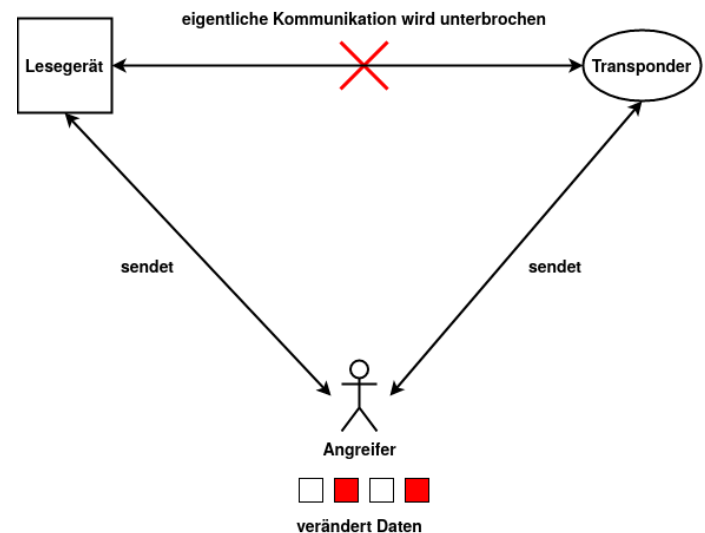 eigentliche Kommunikation wird unterbrochen
Lesegerät
Transponder
sendet
sendet
Angreifer
verändert Daten